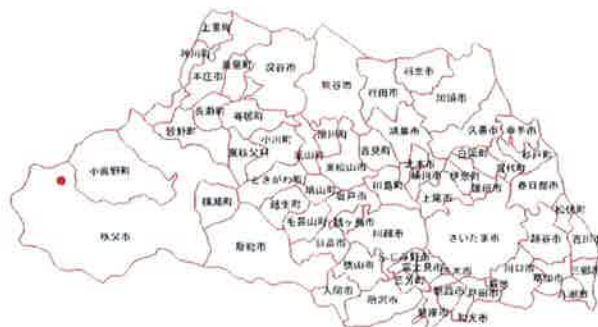 上里町
神川町
本庄市
美里町
深谷市
熊谷市
行田市
羽生市
加須市
長瀞町
寄居町
皆野町
小川町
滑川町
東秩父村
嵐山町
吉見町
鴻巣市
久喜市
幸手市
杉戸町
白岡町
宮代町
北本市
桶川市
伊奈町
蓮田市
春日部市
小鹿野町
ときがわ町
東松山市
川島町
上尾市
鳩山町
坂戸市
横瀬町
越生町
毛呂山町
鶴ヶ島市
川越市
さいたま市
松伏町
越谷市
吉川市
秩父市
飯能市
日高市
狭山市
ふじみ野市
富士見市
三芳町
志木市
川口市
草加市
三郷市
八潮市
入間市
所沢市
新座市
朝霞市
戸田市
和光市